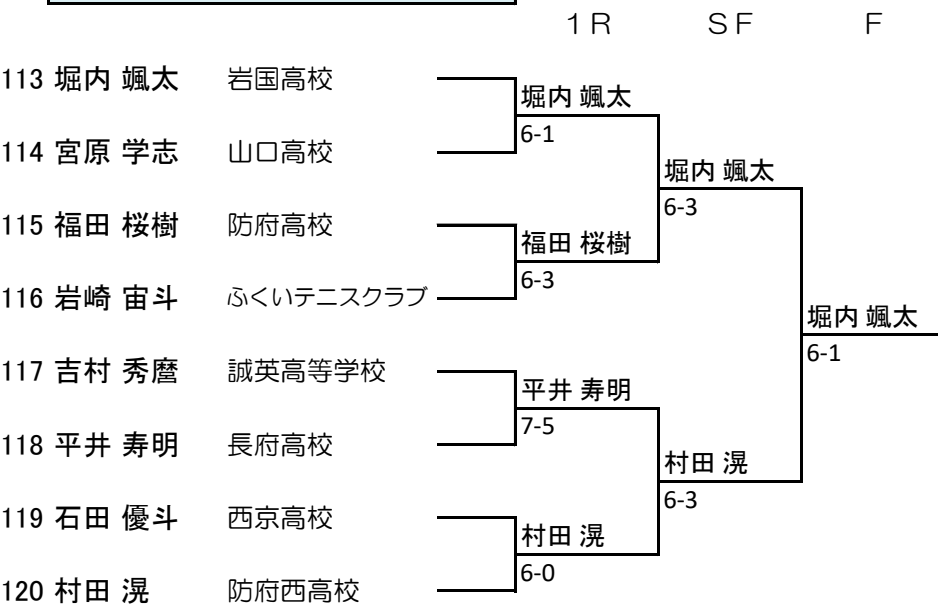 １Ｒ ＳＦ Ｆ
113 堀内 颯太 岩国高校
堀内 颯太
6-1
114 宮原 学志 山口高校
堀内 颯太
6-3
115 福田 桜樹 防府高校
福田 桜樹
6-3
116 岩崎 宙斗 ふくいテニスクラブ
堀内 颯太
6-1
117 吉村 秀麿 誠英高等学校
平井 寿明
7-5
118 平井 寿明 長府高校
村田 滉
6-3
119 石田 優斗 西京高校
村田 滉
6-0
120 村田 滉 防府西高校